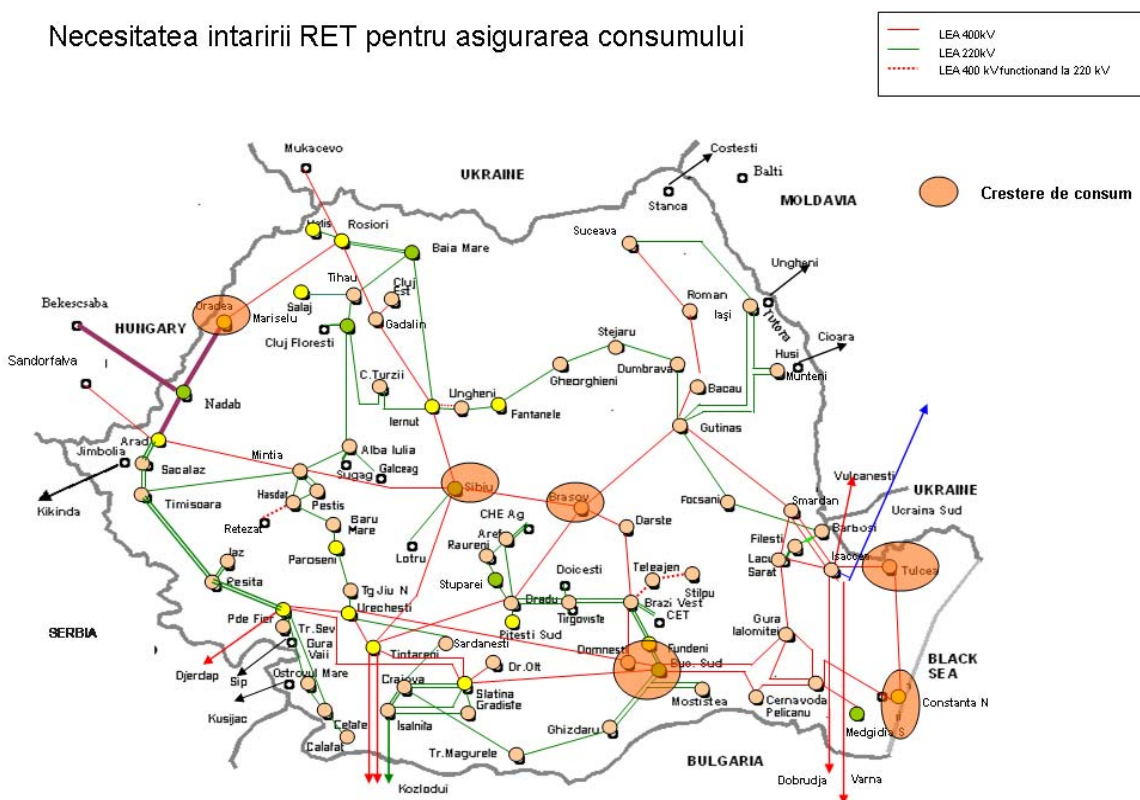 Necesitatea intaririi RET pentru asigurarea consumului
LEA 400kV
LEA 220kV
LEA 400 kVfunctionand la 220 kV
Crestere de consum
Mukacevo
UKRAINE
Costesti
Balti
Stanca
MOLDAVIA
Vetis
Rosiori
Baia Mare
Suceava
Ungheni
Tihau
Cluj
Est
Oradea
Salaj
Mariselu
Gadalin
Roman
Iaşi
Tutora
Bekescsaba
HUNGARY
Cluj Floresti
Stejaru
Cioara
Sandorfalva
C.Turzii
Gheorghieni
Dumbrava
Husi
Munteni
Ungheni
Bacau
Nadab
Iernut
Fantanele
Gutinas
Arad
Jimbolia
Sacalaz
Mintia
Alba Iulia
Sugag
Galceag
Kikinda
Timisoara
Hasdat
Pestis
Sibiu
Brasov
Focsani
Smardan
Vulcanesti
UKRAINE
Ucraina Sud
Retezat
Baru
Mare
CHE Ag
Aref
Darste
Filesti
Barbosi
Isaccea
Lotru
Raureni
Lacu
Sarat
Tulcea
Iaz
Paroseni
Stuparei
Doicesti
Teleajen
Stilpu
Resita
Tg.Jiu N
Bradu
Tirgoviste
Brazi Vest
CET
Urechesti
Pde Fier
Pitesti Sud
Gura
Ialomitei
SERBIA
Tr.Sev
Gura
Vaii
Tintareni
Sardanesti
Domnesti
Fundeni
Buc. Sud
BLACK
SEA
Djerdap
Sip
Ostrovul Mare
Craiova
Dr.Olt
Slatina
Gradiste
Mostistea
Cernavoda
Pelicanu
Constanta N
Kusijac
Cetate
Calafat
Isalnita
Ghizdaru
Medgidia S
Tr.Magurele
BULGARIA
Kozlodui
Dobrudja
Varna